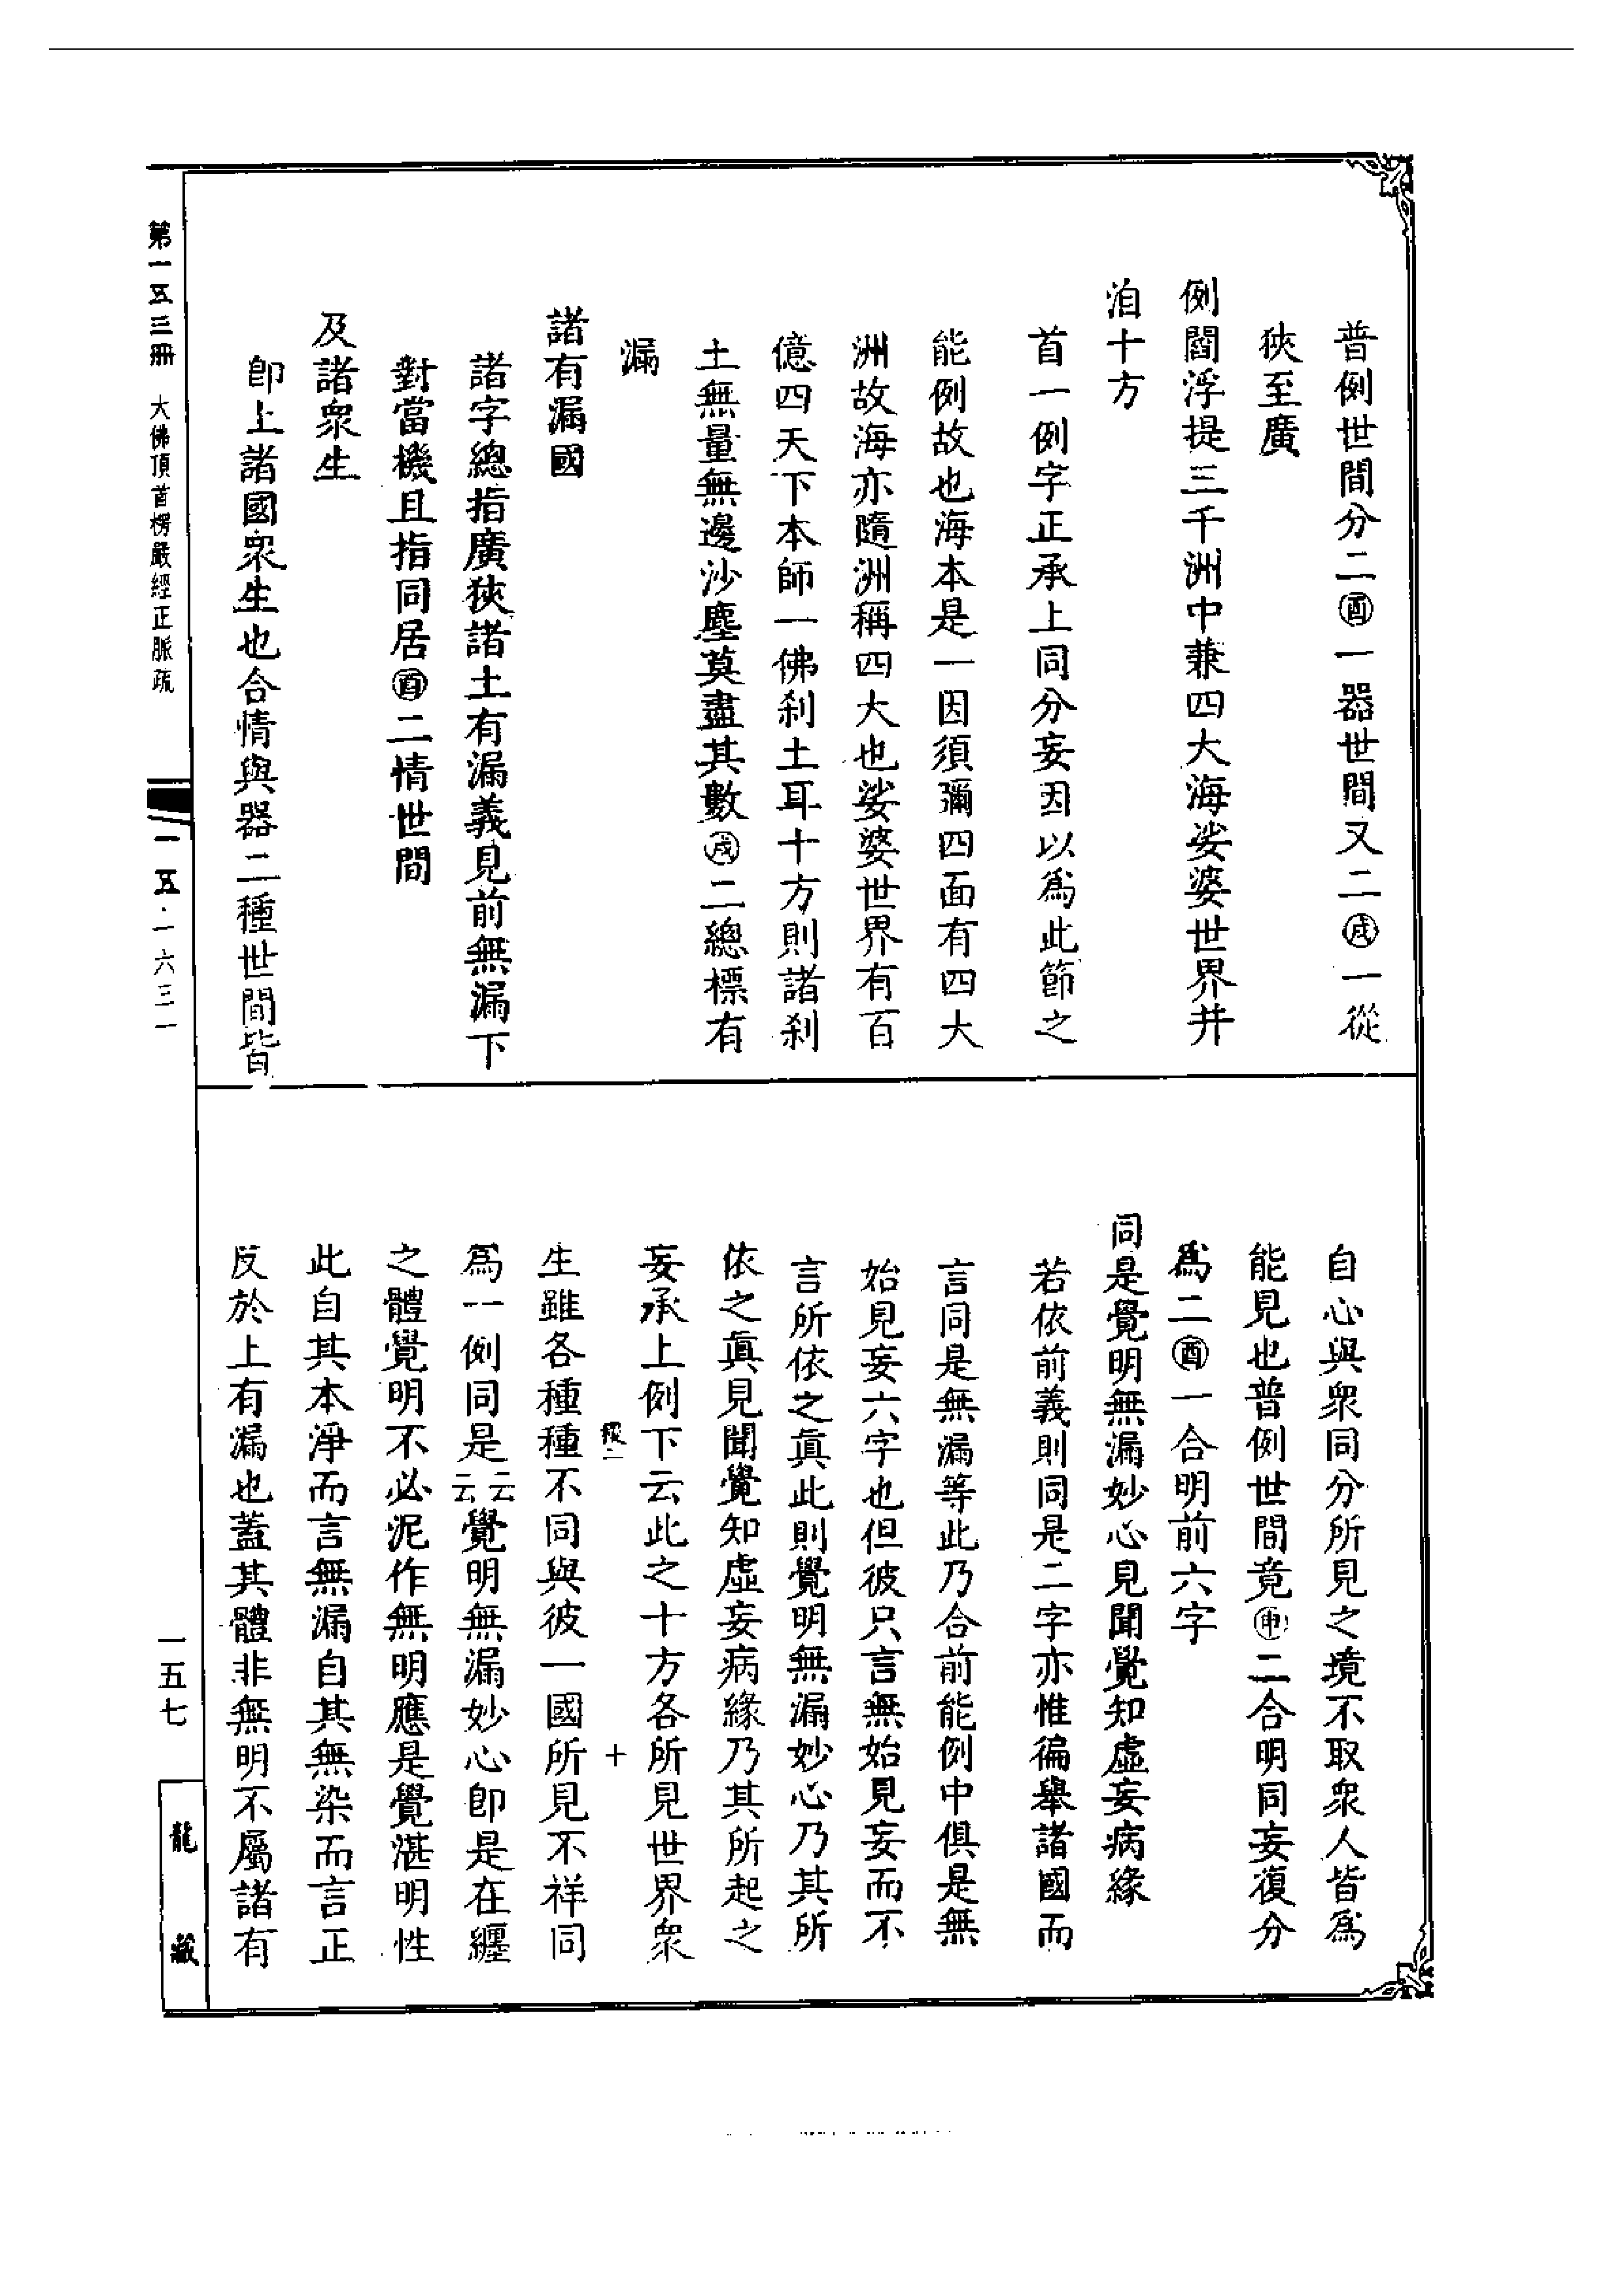 普例世間分二㊒一器世間又二㊍一從
狹至廣
例閻浮提三千洲中兼四大海娑婆世界并
洎十方
首一例字正承上同分妄因以為此節之
能例故也海本是一因須彌四面有四大
洲故海亦隨洲稱四大也娑婆世界有百
億四天下本師一佛刹土耳十方則諸刹
土無量無邊沙塵莫盡其數戌二總標有
漏
諸有漏國
諸字總指廣狹諸土有漏義見前無漏下
對當機且指同居酉二情世間
及諸衆生
卽上諸國衆生也合情與器二種世間皆
自心與衆同分所見之境不取衆人皆為
能見也普例世間竟申二合明同妄復分
為二酉一合明前六字
同是覺明無漏妙心見聞覺知虛妄病緣
若依前義則同是二字亦惟徧舉諸國而
言同是無漏等此乃合前能例中俱是無
始見妄六字也但彼只言無始見妄而不
言所依之眞此則覺明無漏妙心乃其所
依之眞見聞覺知虛妄病緣乃其所起之
妄承上例下云此之十方各所見世界衆
十
生雖各種種不同與彼一國所見不祥同
為一例同是云云覺明無漏妙心卽是在纏
之體覺明不必泥作無明應是覺湛明性
此自其本淨而言無漏自其無染而言正
反於上有漏也蓋其體非無明不屬諸有
第一五三冊 大佛頂首楞嚴經正脈疏
一五·一六三一
一五七
龍藏